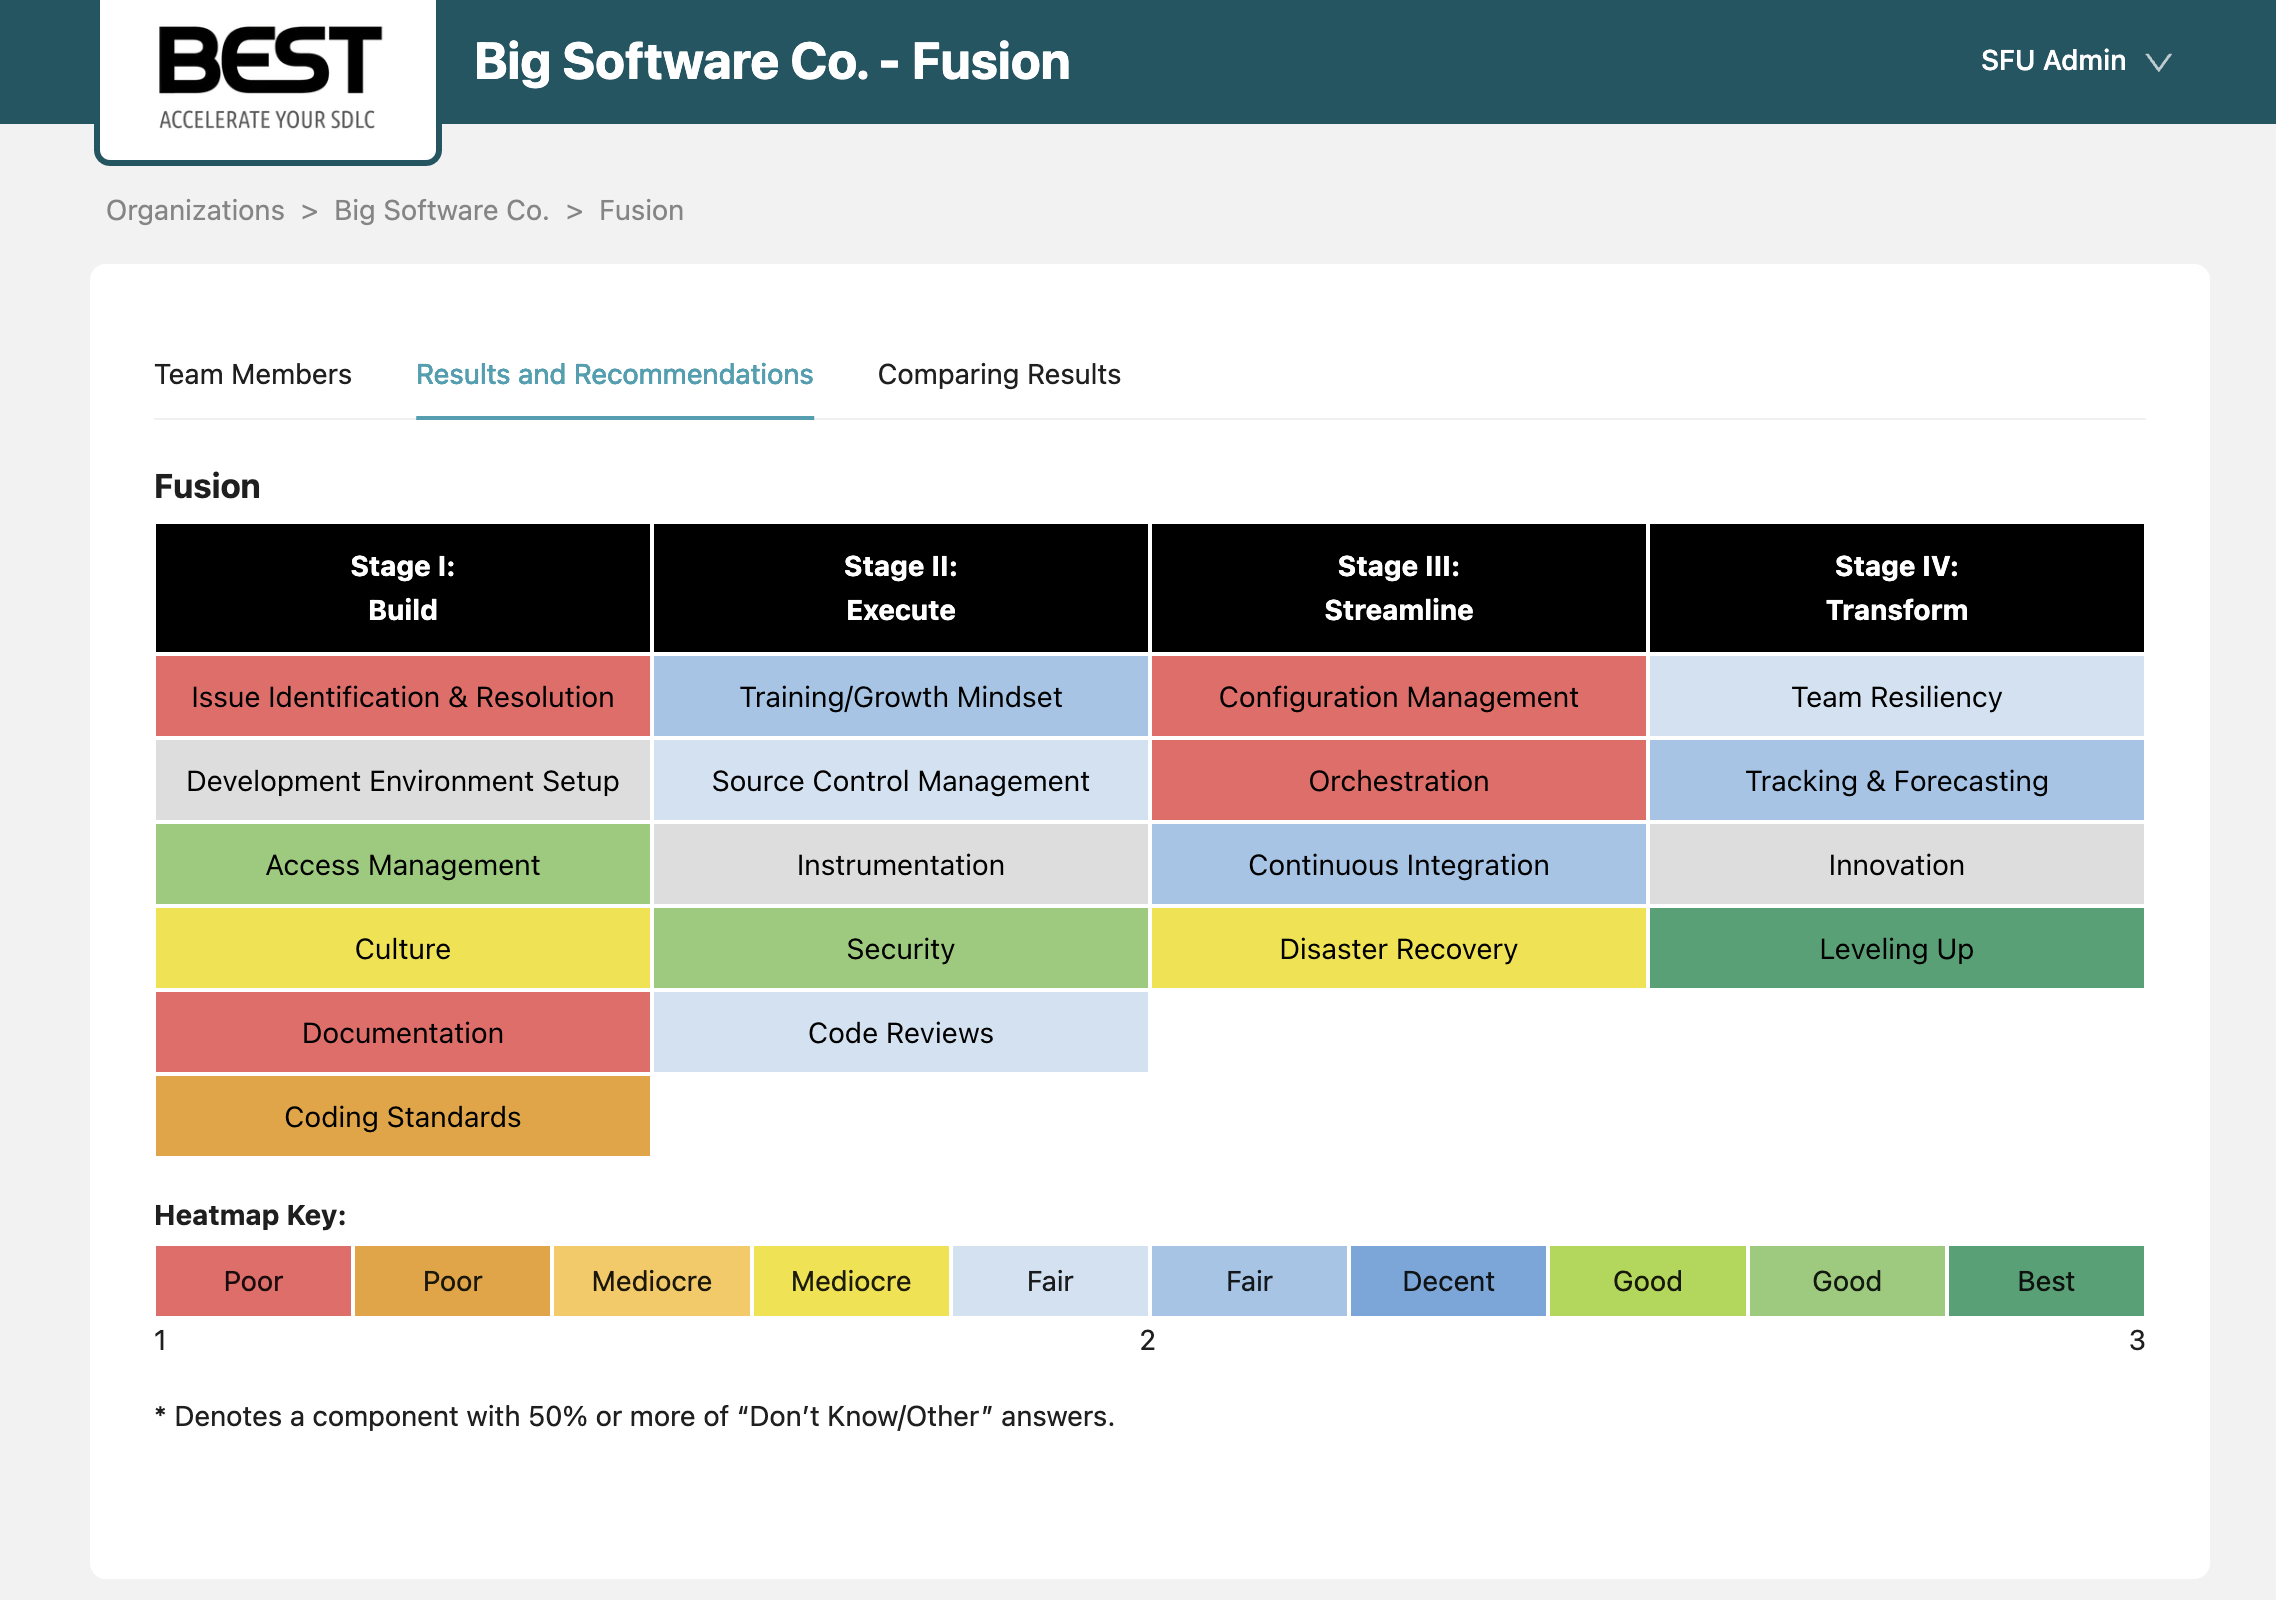 BEST
ACCELERATE YOUR SDLC
Big Software Co. - Fusion
SFU Admin
Organizations > Big Software Co. > Fusion
Team Members Results and Recommendations Comparing Results
Fusion
Stage I: Stage II: Stage III: Stage IV:
Build Execute Streamline Transform
Issue Identification & Resolution Training/Growth Mindset Configuration Management Team Resiliency
Development Environment Setup Source Control Management Orchestration Tracking & Forecasting
Access Management Instrumentation Continuous Integration Innovation
Culture Security Disaster Recovery Leveling Up
Documentation Code Reviews
Coding Standards
Heatmap Key:
Poor Poor Mediocre Mediocre Fair Fair Decent Good Good Best
1 2 3
* Denotes a component with 50% or more of “Don’t Know/Other” answers.